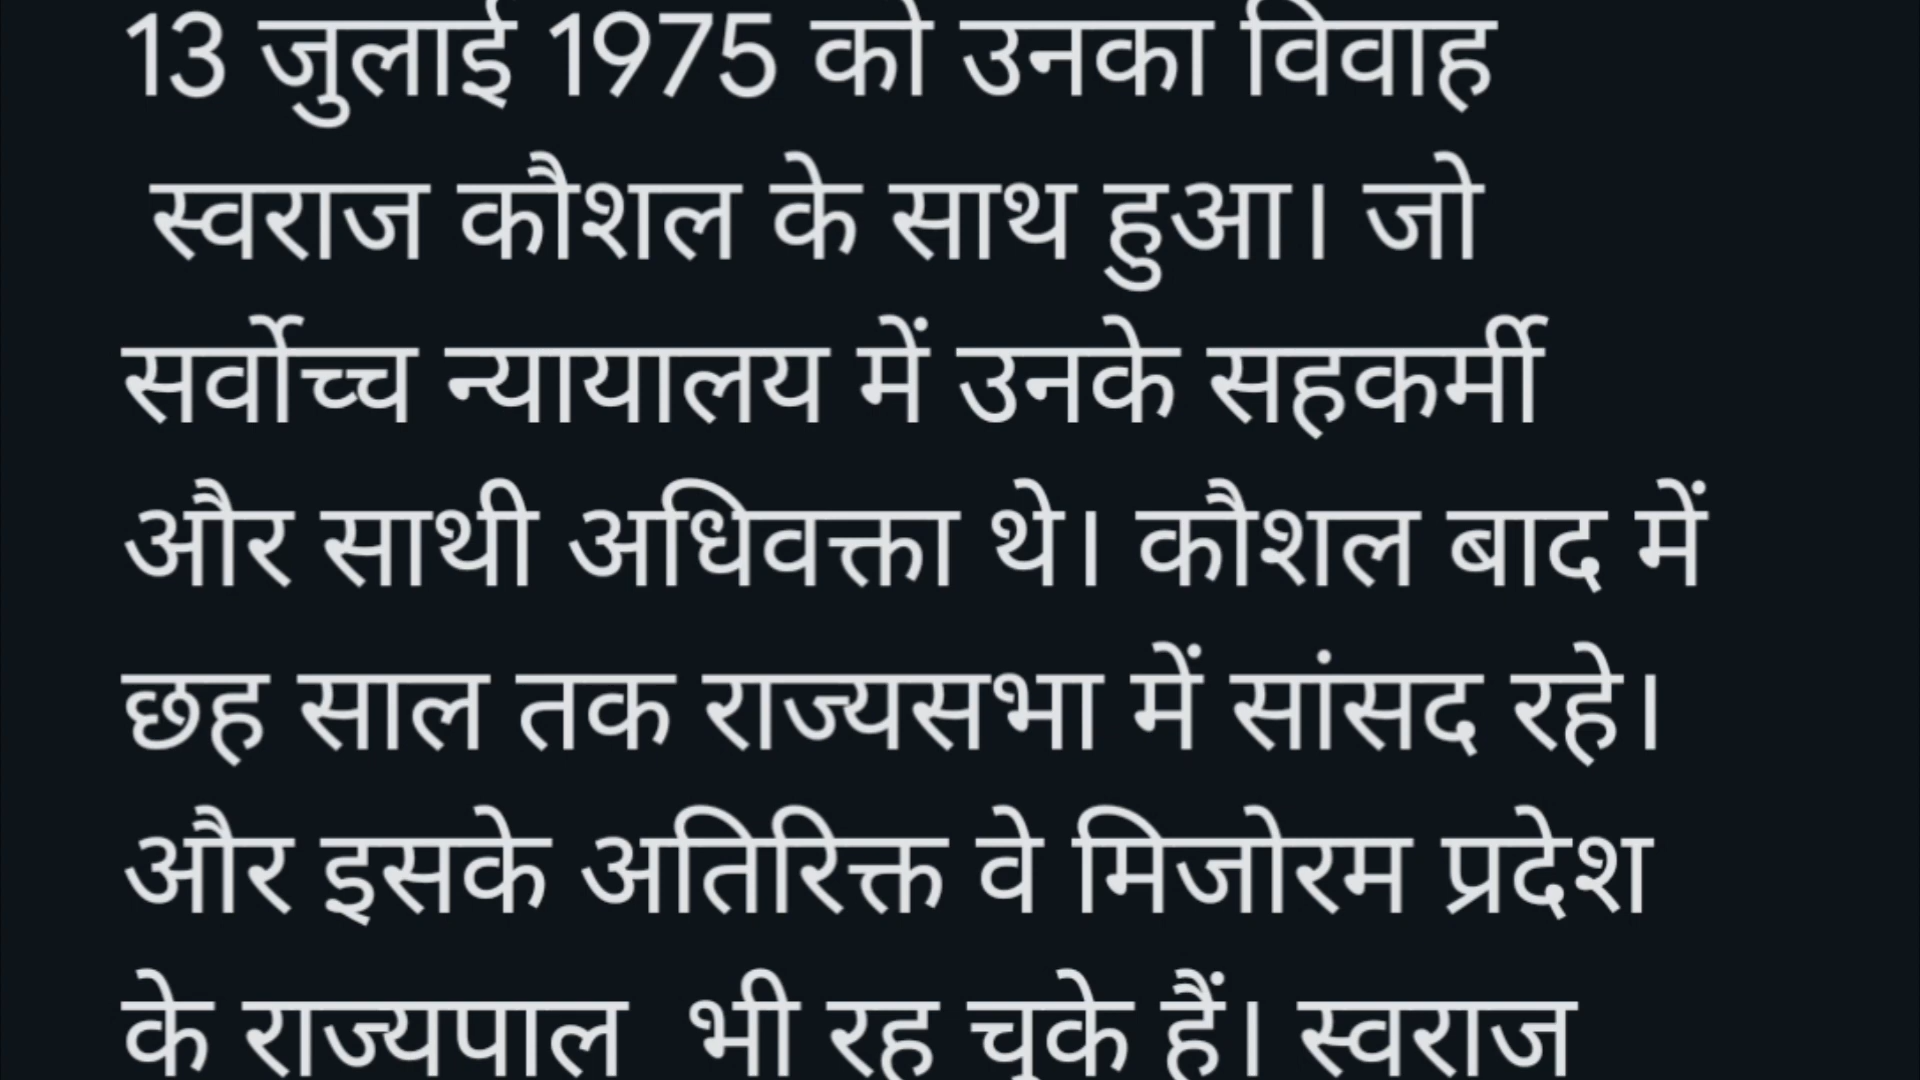 13 जुलाई 1975 को उनका विवाह
स्वराज कौशल के साथ हुआ। जो
सर्वोच्च न्यायालय में उनके सहकर्मी
और साथी अधिवक्ता थे। कौशल बाद में
छह साल तक राज्यसभा में सांसद रहे।
और इसके अतिरिक्त वे मिजोरम प्रदेश
के राज्यपाल भी रह चुके हैं। स्वराज